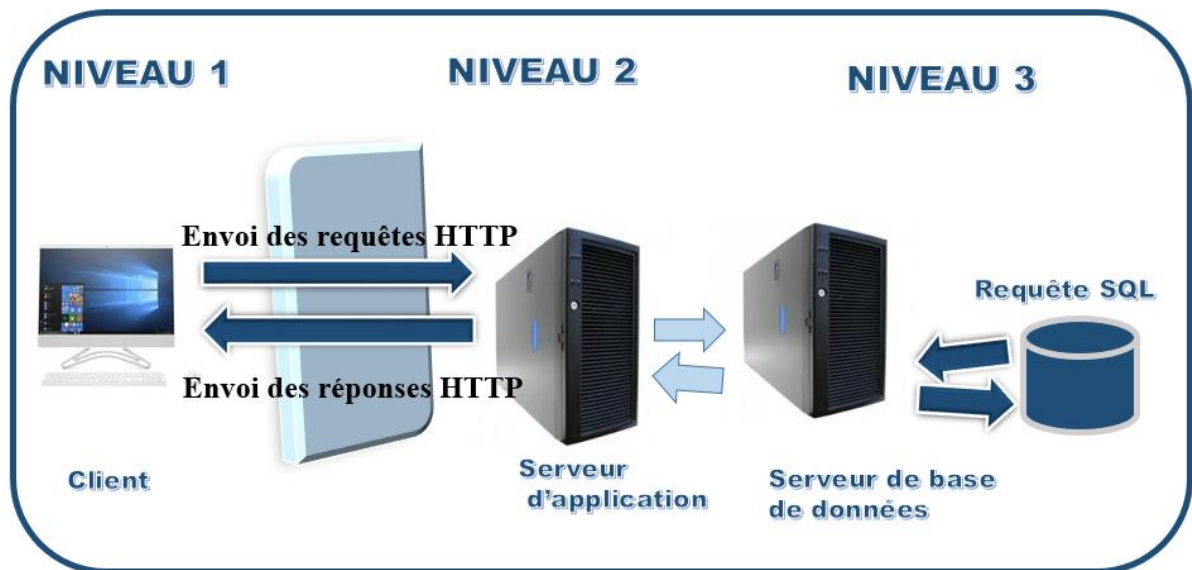 NIVEAU 1
NIVEAU 2
NIVEAU 3
Envoi des requêtes HTTP
Requête SQL
Envoi des réponses HTTP
Client
Serveur
d’application
Serveur de base
de données